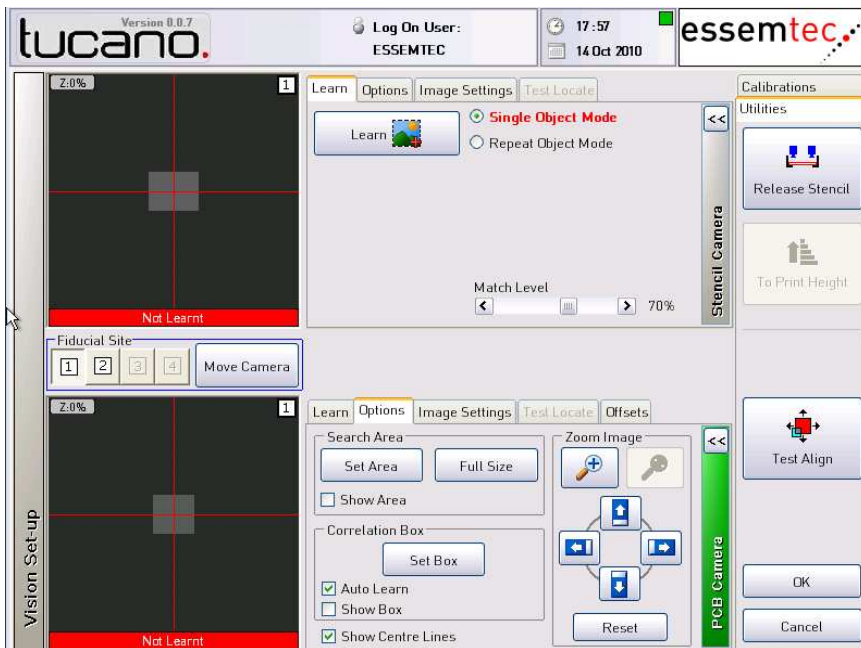 tucano.
Version 0.0.7
Log On User:
ESSEMTEC
17:57
14 Oct 2010
essemtec
Vision Set-up
Z:0%
1
Not Learnt
Learn
Options
Image Settings
Test Locate
Learn
Single Object Mode
Repeat Object Mode
Match Level
70%
<<
Stencil Camera
Fiducial Site
1
2
3
4
Move Camera
Z:0%
1
Not Learnt
Learn
Options
Image Settings
Test Locate
Offsets
Search Area
Set Area
Full Size
Show Area
Correlation Box
Set Box
Auto Learn
Show Box
Show Centre Lines
Zoom Image
Reset
<<
PCB Camera
Calibrations
Utilities
Release Stencil
To Print Height
Test Align
OK
Cancel